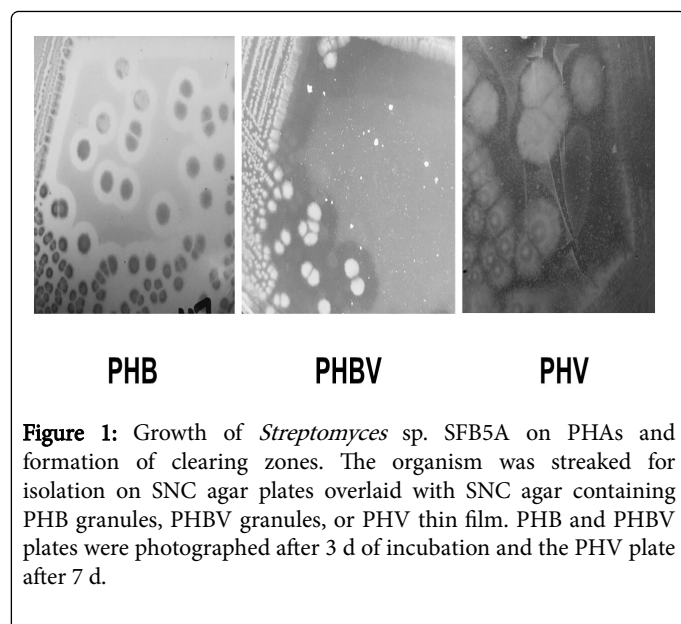 PHB PHBV PHV
Figure 1: Growth of Streptomyces sp. SFB5A on PHAs and
formation of clearing zones. The organism was streaked for
isolation on SNC agar plates overlaid with SNC agar containing
PHB granules, PHBV granules, or PHV thin film. PHB and PHBV
plates were photographed after 3 d of incubation and the PHV plate
after 7 d.